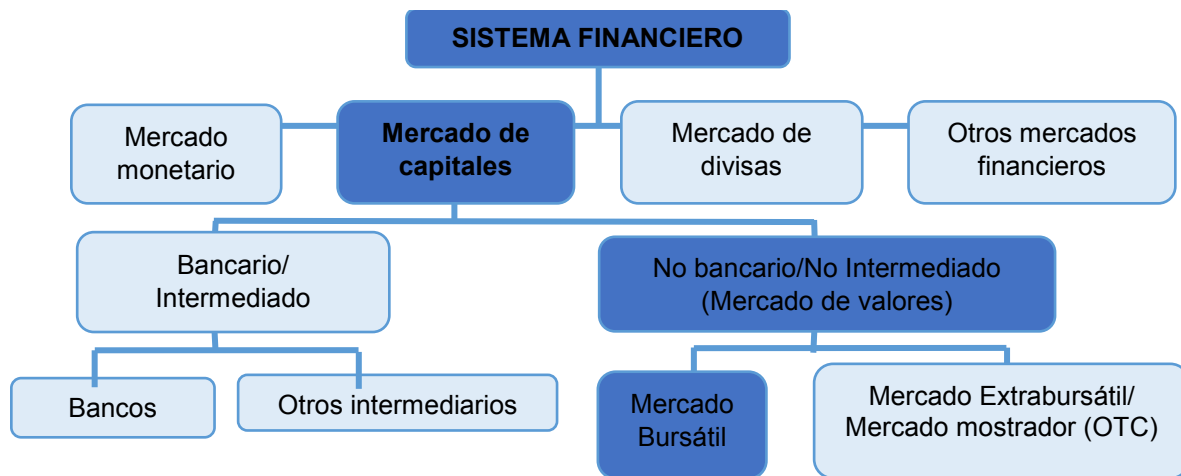 SISTEMA FINANCIERO
Mercado
monetario
Mercado de
capitales
Mercado de
divisas
Otros mercados
financieros
Bancario/
Intermediado
No bancario/No Intermediado
(Mercado de valores)
Bancos
Otros intermediarios
Mercado
Bursátil
Mercado Extrabursátil/
Mercado mostrador (OTC)